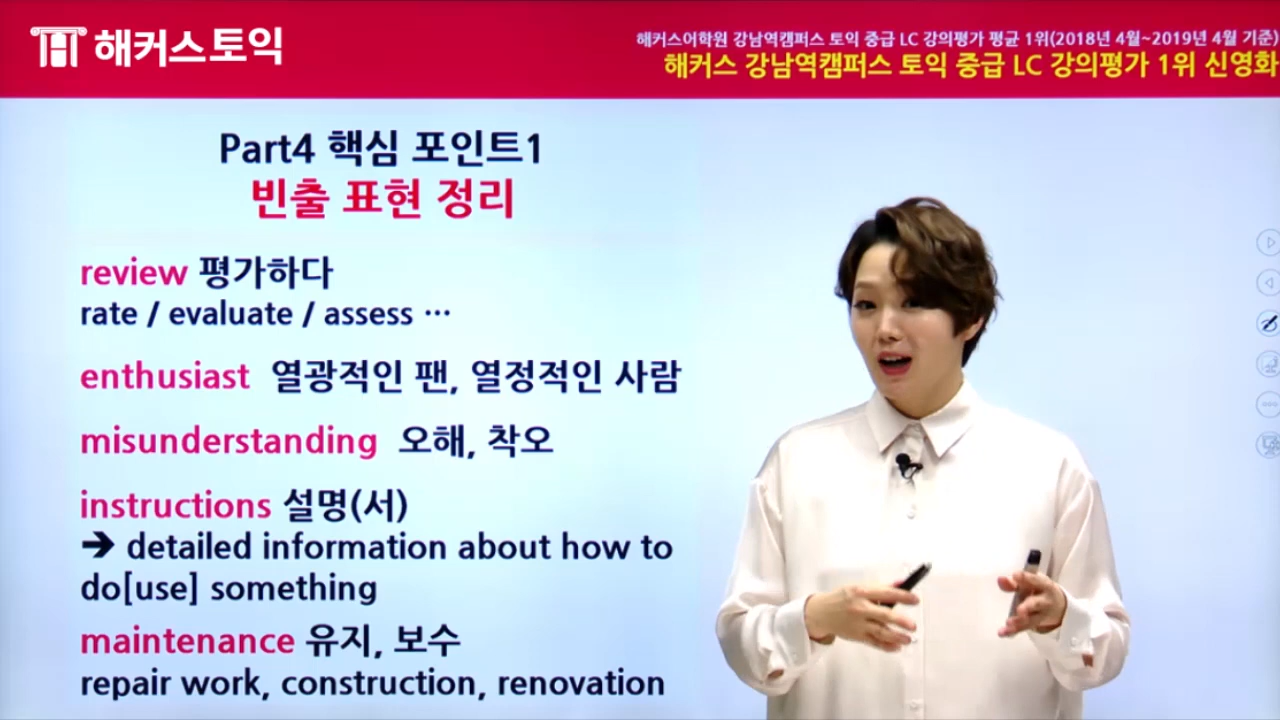 해커스토익
해커스어학원 강남역캠퍼스 토익 중급 LC 강의평가 평균 1위(2018년 4월~2019년 4월 기준)
해커스 강남역캠퍼스 토익 중급 LC 강의평가 1위 신영화
Part4 핵심 포인트1
빈출 표현 정리
review 평가하다
rate / evaluate / assess ···
enthusiast 열광적인 팬, 열정적인 사람
misunderstanding 오해, 착오
instructions 설명(서)
➔ detailed information about how to
do[use] something
maintenance 유지, 보수
repair work, construction, renovation